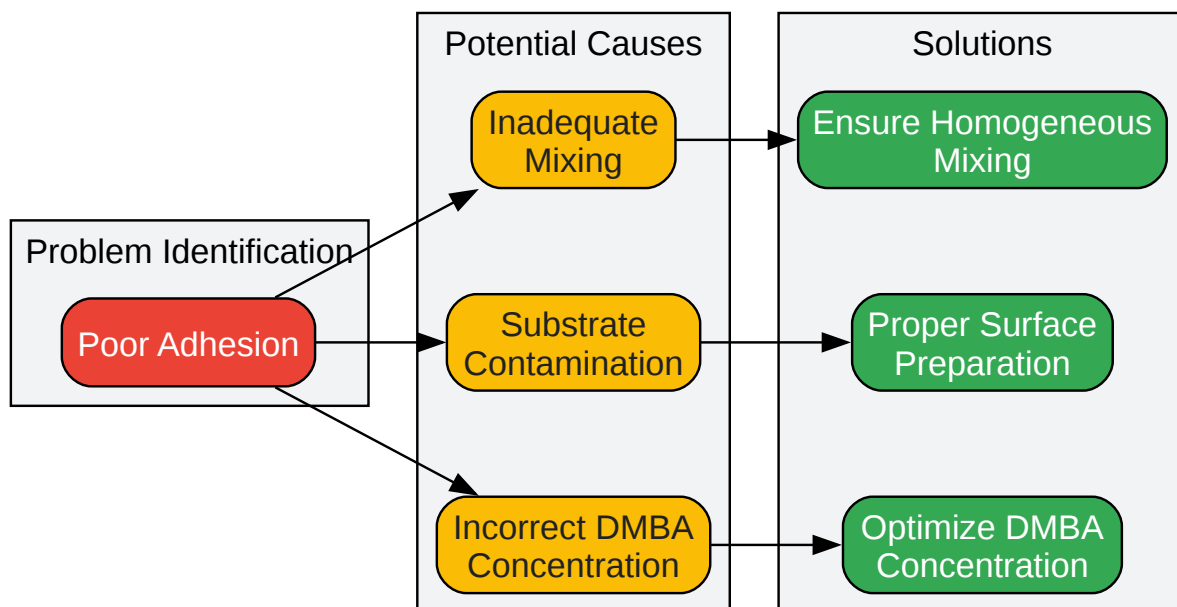 Problem Identification
Poor Adhesion
Potential Causes
Inadequate
Mixing
Substrate
Contamination
Incorrect DMBA
Concentration
Solutions
Ensure Homogeneous
Mixing
Proper Surface
Preparation
Optimize DMBA
Concentration